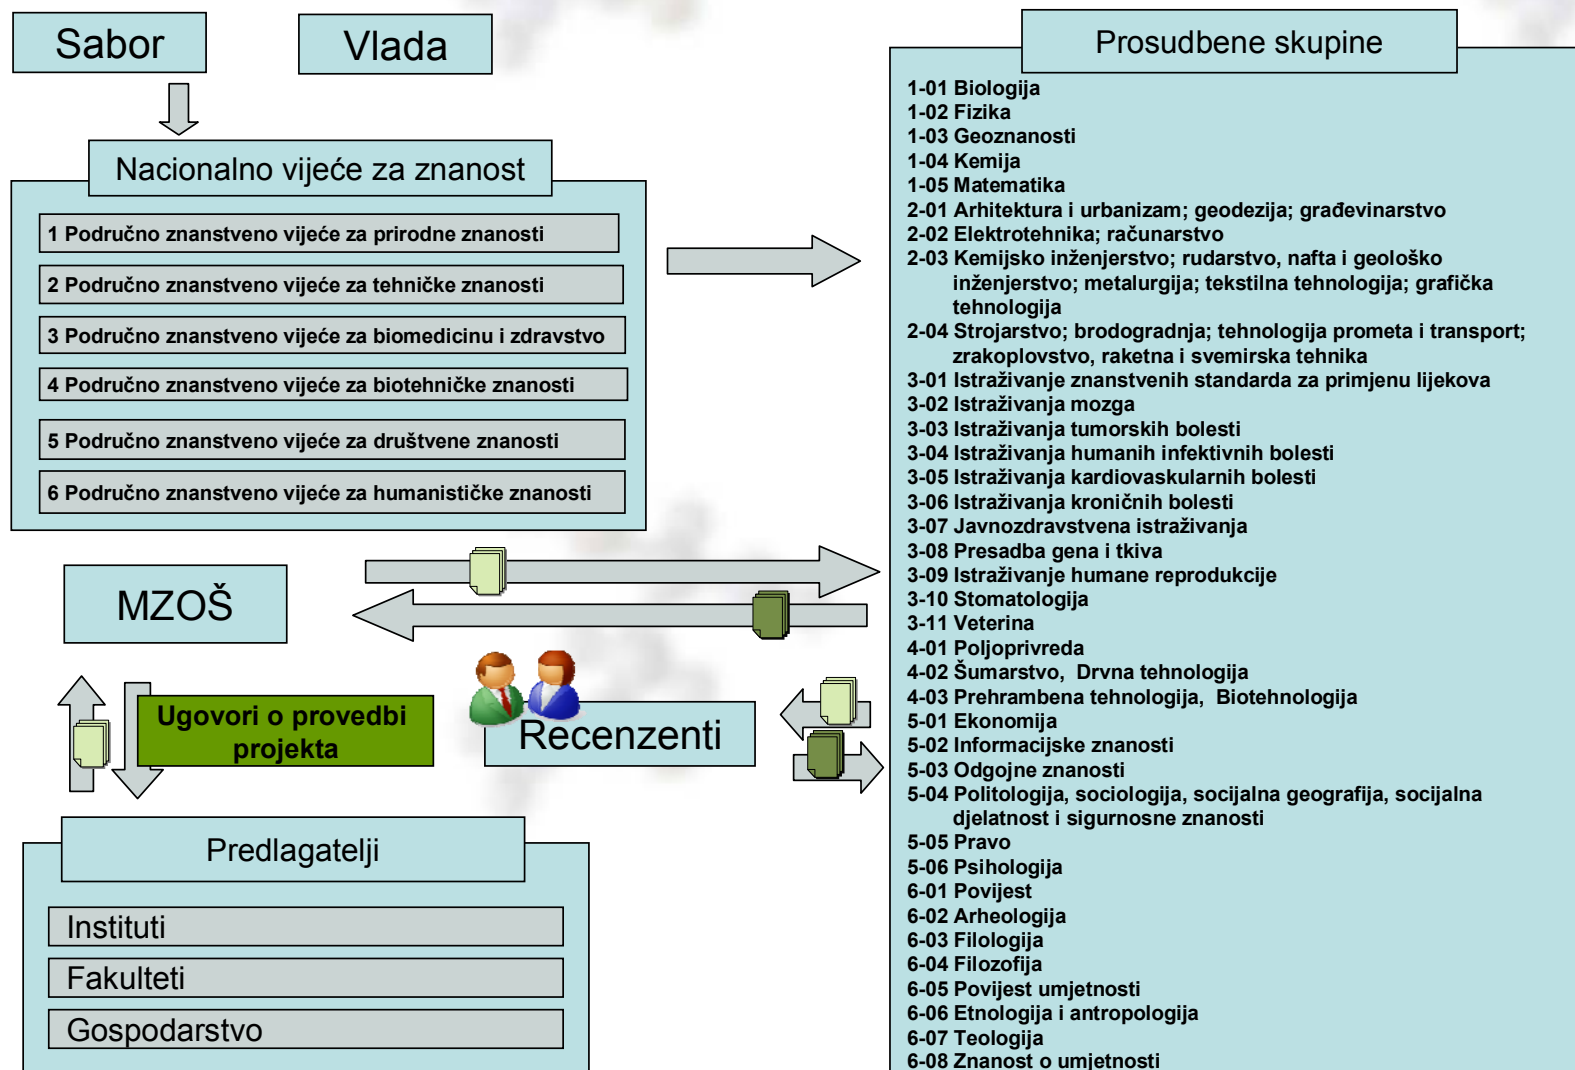 Sabor
Vlada
Nacionalno vijeće za znanost
1 Područno znanstveno vijeće za prirodne znanosti
2 Područno znanstveno vijeće za tehničke znanosti
3 Područno znanstveno vijeće za biomedicinu i zdravstvo
4 Područno znanstveno vijeće za biotehničke znanosti
5 Područno znanstveno vijeće za društvene znanosti
6 Područno znanstveno vijeće za humanističke znanosti
MZOŠ
Ugovori o provedbi
projekta
Recenzenti
Predlagatelji
Instituti
Fakulteti
Gospodarstvo
Prosudbene skupine
1-01 Biologija
1-02 Fizika
1-03 Geoznanosti
1-04 Kemija
1-05 Matematika
2-01 Arhitektura i urbanizam; geodezija; građevinarstvo
2-02 Elektrotehnika; računarstvo
2-03 Kemijsko inženjerstvo; rudarstvo, nafta i geološko
inženjerstvo; metalurgija; tekstilna tehnologija; grafička
tehnologija
2-04 Strojarstvo; brodogradnja; tehnologija prometa i transport;
zrakoplovstvo, raketna i svemirska tehnika
3-01 Istraživanje znanstvenih standarda za primjenu lijekova
3-02 Istraživanja mozga
3-03 Istraživanja tumorskih bolesti
3-04 Istraživanja humanih infektivnih bolesti
3-05 Istraživanja kardiovaskularnih bolesti
3-06 Istraživanja kroničnih bolesti
3-07 Javnozdravstvena istraživanja
3-08 Presadba gena i tkiva
3-09 Istraživanje humane reprodukcije
3-10 Stomatologija
3-11 Veterina
4-01 Poljoprivreda
4-02 Šumarstvo, Drvna tehnologija
4-03 Prehrambena tehnologija, Biotehnologija
5-01 Ekonomija
5-02 Informacijske znanosti
5-03 Odgojne znanosti
5-04 Politologija, sociologija, socijalna geografija, socijalna
djelatnost i sigurnosne znanosti
5-05 Pravo
5-06 Psihologija
6-01 Povijest
6-02 Arheologija
6-03 Filologija
6-04 Filozofija
6-05 Povijest umjetnosti
6-06 Etnologija i antropologija
6-07 Teologija
6-08 Znanost o umjetnosti